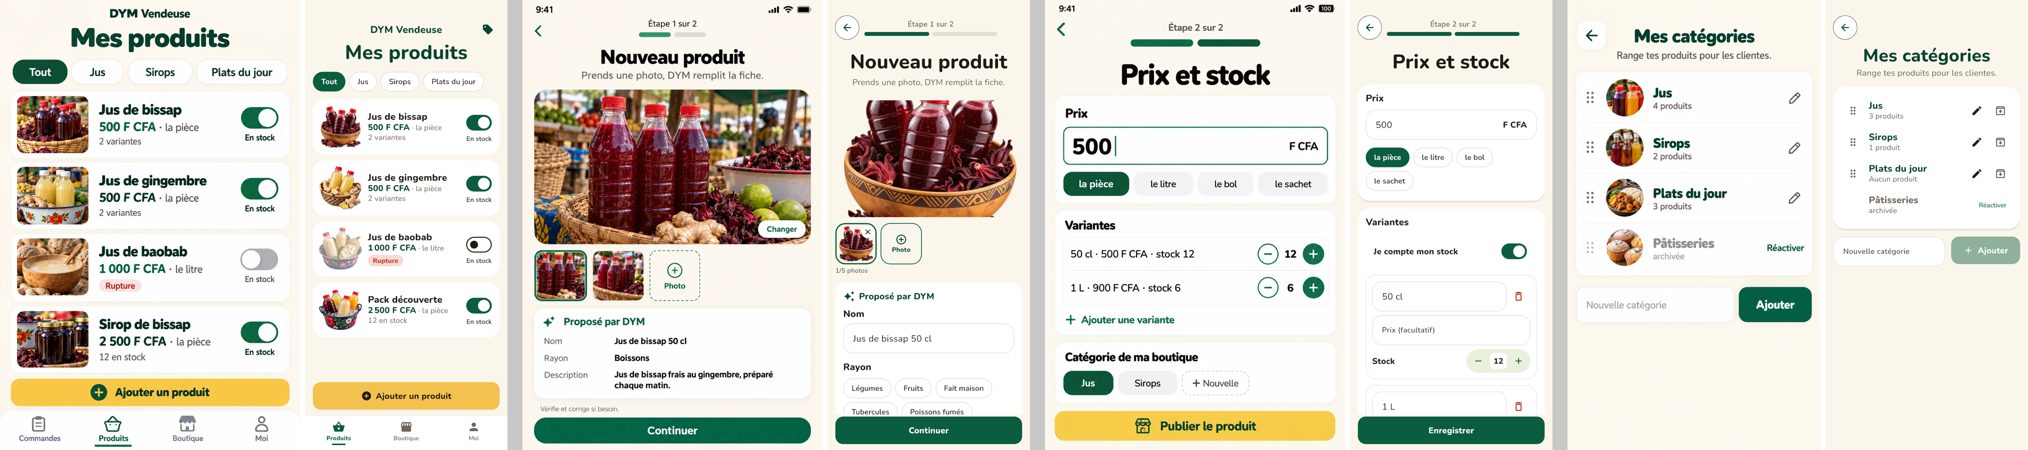 DYM Vendeuse
Mes produits
Tout
Jus
Sirops
Plats du jour
Jus de bissap
500 F CFA · la pièce
2 variantes
En stock
Jus de gingembre
500 F CFA · la pièce
2 variantes
En stock
Jus de baobab
1 000 F CFA · le litre
Rupture
En stock
Sirop de bissap
2 500 F CFA · la pièce
12 en stock
En stock
Ajouter un produit
Commandes
Produits
Boutique
Moi
DYM Vendeuse
Mes produits
Tout
Jus
Sirops
Plats du jour
Jus de bissap
500 F CFA · la pièce
2 variantes
En stock
Jus de gingembre
500 F CFA · la pièce
2 variantes
En stock
Jus de baobab
1 000 F CFA · le litre
Rupture
En stock
Pack découverte
2 500 F CFA · la pièce
12 en stock
En stock
Ajouter un produit
Produits
Boutique
Moi
9:41
Étape 1 sur 2
Nouveau produit
Prends une photo, DYM remplit la fiche.
Changer
Photo
Proposé par DYM
Nom
Jus de bissap 50 cl
Rayon
Boissons
Description
Jus de bissap frais au gingembre, préparé
chaque matin.
Vérifie et corrige si besoin.
Continuer
Étape 1 sur 2
Nouveau produit
Prends une photo, DYM remplit la fiche.
Photo
1/5 photos
Proposé par DYM
Nom
Jus de bissap 50 cl
Rayon
Légumes
Fruits
Fait maison
Tubercules
Poissons fumés
Continuer
9:41
100
Étape 2 sur 2
Prix et stock
Prix
500
F CFA
la pièce
le litre
le bol
le sachet
Variantes
50 cl · 500 F CFA · stock 12
12
1 L · 900 F CFA · stock 6
6
Ajouter une variante
Catégorie de ma boutique
Jus
Sirops
+ Nouvelle
Publier le produit
Étape 2 sur 2
Prix et stock
Prix
500
F CFA
la pièce
le litre
le bol
le sachet
Variantes
Je compte mon stock
50 cl
Prix (facultatif)
Stock
12
1 L
Enregistrer
Mes catégories
Range tes produits pour les clientes.
Jus
4 produits
Sirops
2 produits
Plats du jour
3 produits
Pâtisseries
archivée
Réactiver
Nouvelle catégorie
Ajouter
Mes catégories
Range tes produits pour les clientes.
Jus
3 produits
Sirops
1 produit
Plats du jour
Aucun produit
Pâtisseries
archivée
Réactiver
Nouvelle catégorie
+ Ajouter